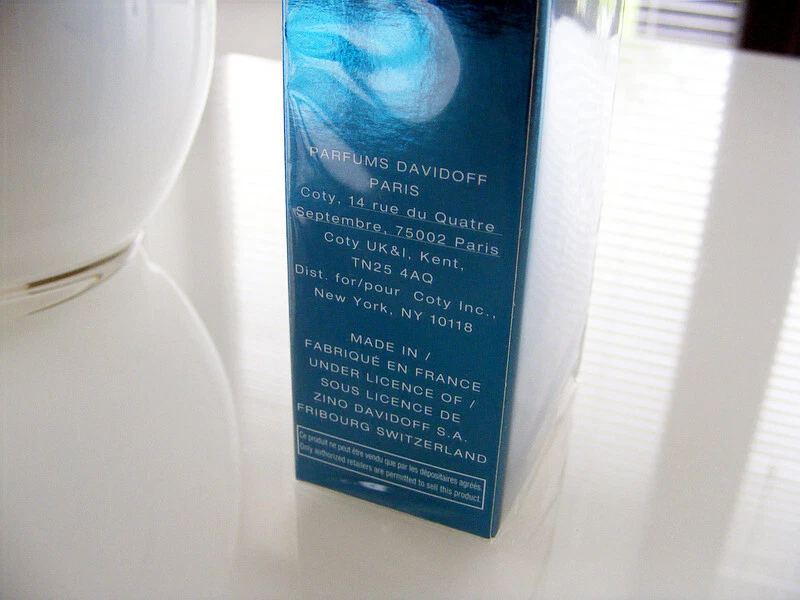 PARFUMS DAVIDOFF
PARIS
Coty, 14 rue du Quatre
Septembre, 75002 Paris
Coty UK&I, Kent,
TN25 4AQ
Dist. for/pour Coty Inc.,
New York, NY 10118
MADE IN /
FABRIQUÉ EN FRANCE
UNDER LICENCE OF /
SOUS LICENCE DE
ZINO DAVIDOFF S.A.
FRIBOURG SWITZERLAND
Ce produit ne peut être vendu que par les dépositaires agréés.
Only authorized retailers are permitted to sell this product.